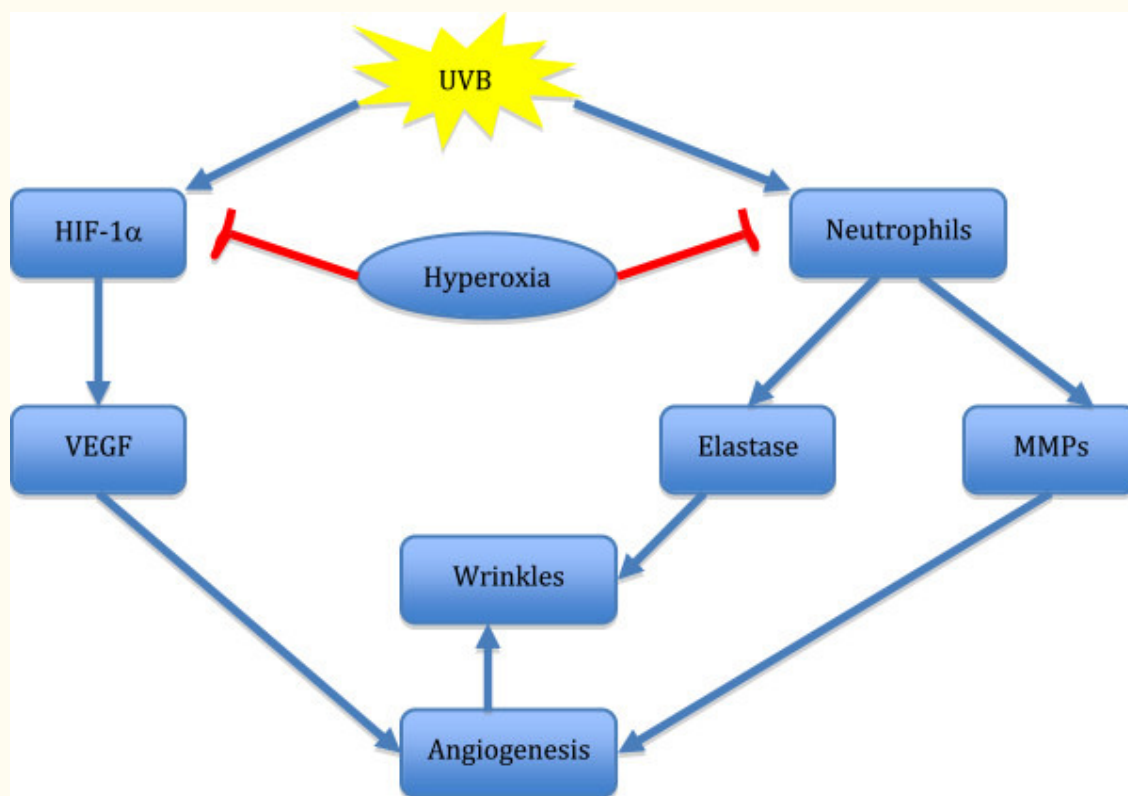 UVB
HIF-1α
Neutrophils
Hyperoxia
VEGF
Elastase
MMPs
Wrinkles
Angiogenesis